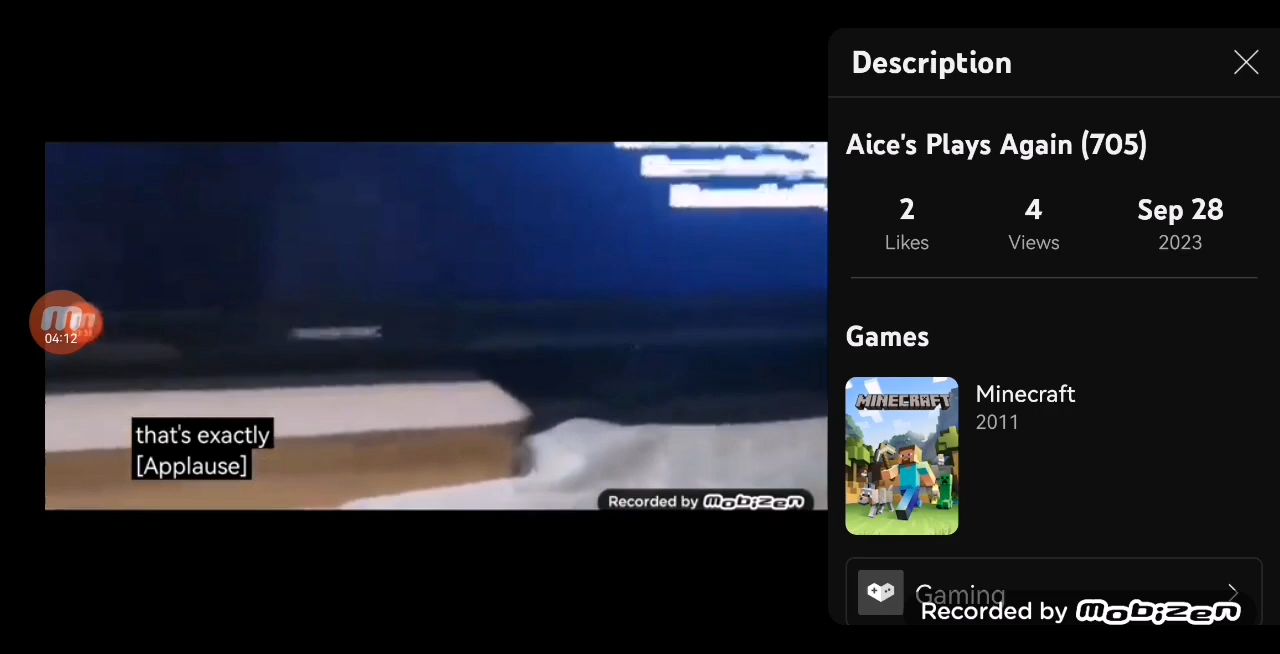 Description
Aice's Plays Again (705)
2
Likes
4
Views
Sep 28
2023
Games
MINECRAFT
Minecraft
2011
Gaming
Recorded by mobizen
04:12
that's exactly
[Applause]
Recorded by mobizen